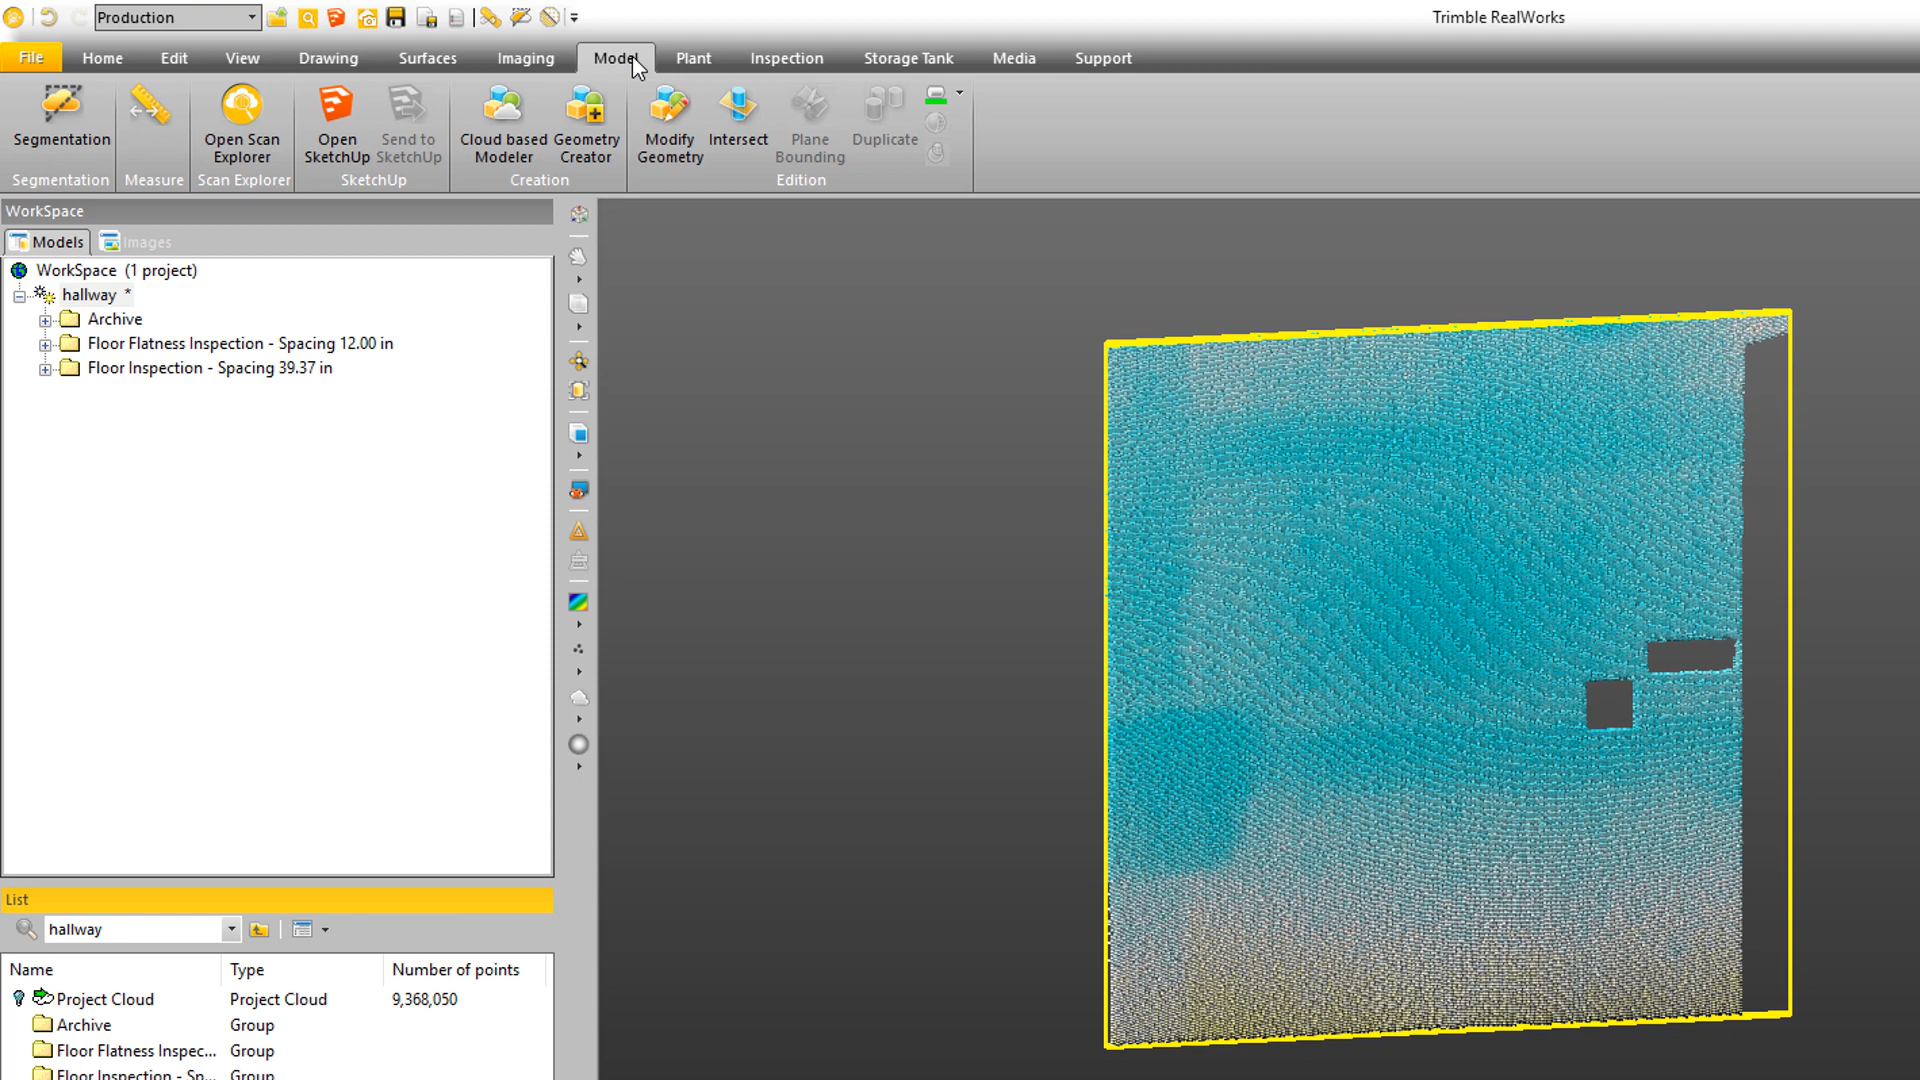 Production
Trimble RealWorks
File Home Edit View Drawing Surfaces Imaging Model Plant Inspection Storage Tank Media Support
Segmentation Open Scan Explorer Open SketchUp Send to SketchUp Cloud based Modeler Geometry Creator Modify Geometry Intersect Plane Bounding Duplicate
Segmentation Measure Scan Explorer SketchUp Creation Edition
WorkSpace
Models Images
WorkSpace (1 project)
hallway *
Archive
Floor Flatness Inspection - Spacing 12.00 in
Floor Inspection - Spacing 39.37 in
List
hallway
Name Type Number of points
Project Cloud Project Cloud 9,368,050
Archive Group
Floor Flatness Inspec... Group
Floor Inspection - Sp... Group